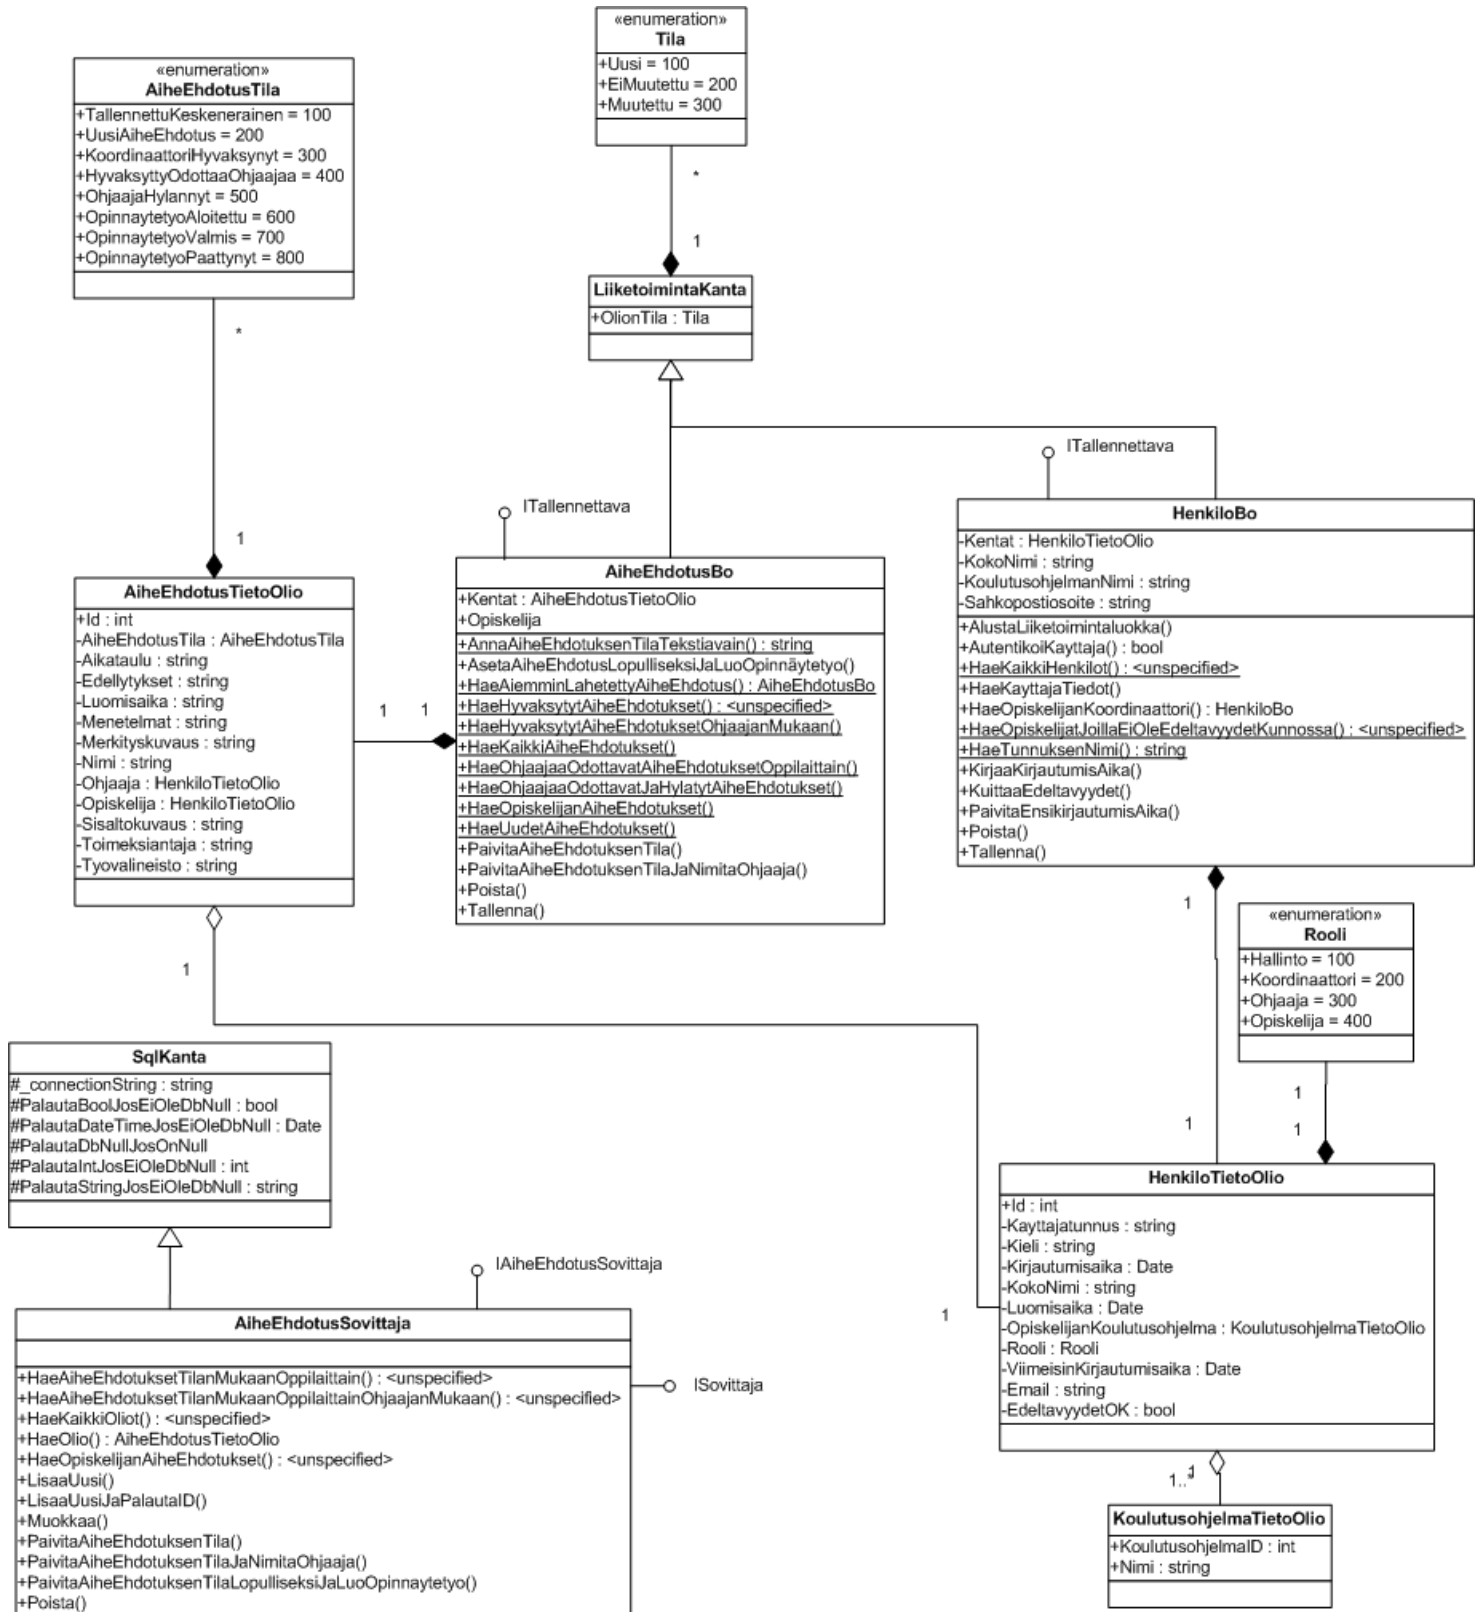 «enumeration»
Tila
+Uusi = 100
+EiMuutettu = 200
+Muutettu = 300
*
1
«enumeration»
AiheEhdotusTila
+TallennettuKeskenerainen = 100
+UusiAiheEhdotus = 200
+KoordinaattoriHyvaksynyt = 300
+HyvaksyttyOdottaaOhjaajaa = 400
+OhjaajaHylannyt = 500
+OpinnaytetyoAloitettu = 600
+OpinnaytetyoValmis = 700
+OpinnaytetyoPaattynyt = 800
*
1
LiiketoimintaKanta
+OlionTila : Tila
ITallennettava
ITallennettava
AiheEhdotusTietoOlio
+Id : int
-AiheEhdotusTila : AiheEhdotusTila
-Aikataulu : string
-Edellytykset : string
-Luomisaika : string
-Menetelmat : string
-Merkityskuvaus : string
-Nimi : string
-Ohjaaja : HenkiloTietoOlio
-Opiskelija : HenkiloTietoOlio
-Sisaltokuvaus : string
-Toimeksiantaja : string
-Tyovalineisto : string
1
1
1
AiheEhdotusBo
+Kentat : AiheEhdotusTietoOlio
+Opiskelija
+AnnaAiheEhdotuksenTilaTekstiavain() : string
+AsetaAiheEhdotusLopulliseksiJaLuoOpinnäytetyo()
+HaeAiemminLahetettyAiheEhdotus() : AiheEhdotusBo
+HaeHyvaksytytAiheEhdotukset() : <unspecified>
+HaeHyvaksytytAiheEhdotuksetOhjaajanMukaan()
+HaeKaikkiAiheEhdotukset()
+HaeOhjaajaaOdottavatAiheEhdotuksetOppilaittain()
+HaeOhjaajaaOdottavatJaHylatytAiheEhdotukset()
+HaeOpiskelijanAiheEhdotukset()
+HaeUudetAiheEhdotukset()
+PaivitaAiheEhdotuksenTila()
+PaivitaAiheEhdotuksenTilaJaNimitaOhjaaja()
+Poista()
+Tallenna()
HenkiloBo
-Kentat : HenkiloTietoOlio
-KokoNimi : string
-KoulutusohjelmanNimi : string
-Sahkopostiosoite : string
+AlustaLiiketoimintaluokka()
+AutentikoiKayttaja() : bool
+HaeKaikkiHenkilot() : <unspecified>
+HaeKayttajaTiedot()
+HaeOpiskelijanKoordinaattori() : HenkiloBo
+HaeOpiskelijatJoillaEiOleEdeltavyydetKunnossa() : <unspecified>
+HaeTunnuksenNimi() : string
+KirjaaKirjautumisAika()
+KuittaaEdeltavyydet()
+PaivitaEnsikirjautumisAika()
+Poista()
+Tallenna()
1
1
«enumeration»
Rooli
+Hallinto = 100
+Koordinaattori = 200
+Ohjaaja = 300
+Opiskelija = 400
1
1
SqlKanta
#_connectionString : string
#PalautaBoolJosEiOleDbNull : bool
#PalautaDateTimeJosEiOleDbNull : Date
#PalautaDbNullJosOnNull
#PalautaIntJosEiOleDbNull : int
#PalautaStringJosEiOleDbNull : string
IAiheEhdotusSovittaja
ISovittaja
AiheEhdotusSovittaja
+HaeAiheEhdotuksetTilanMukaanOppilaittain() : <unspecified>
+HaeAiheEhdotuksetTilanMukaanOppilaittainOhjaajanMukaan() : <unspecified>
+HaeKaikkiOliot() : <unspecified>
+HaeOlio() : AiheEhdotusTietoOlio
+HaeOpiskelijanAiheEhdotukset() : <unspecified>
+LisaaUusi()
+LisaaUusiJaPalautaID()
+Muokkaa()
+PaivitaAiheEhdotuksenTila()
+PaivitaAiheEhdotuksenTilaJaNimitaOhjaaja()
+PaivitaAiheEhdotuksenTilaLopulliseksiJaLuoOpinnaytetyo()
+Poista()
1
HenkiloTietoOlio
+Id : int
-Kayttajatunnus : string
-Kieli : string
-Kirjautumisaika : Date
-KokoNimi : string
-Luomisaika : Date
-OpiskelijanKoulutusohjelma : KoulutusohjelmaTietoOlio
-Rooli : Rooli
-ViimeisinKirjautumisaika : Date
-Email : string
-EdeltavyydetOK : bool
1
1..*
KoulutusohjelmaTietoOlio
+KoulutusohjelmaID : int
+Nimi : string